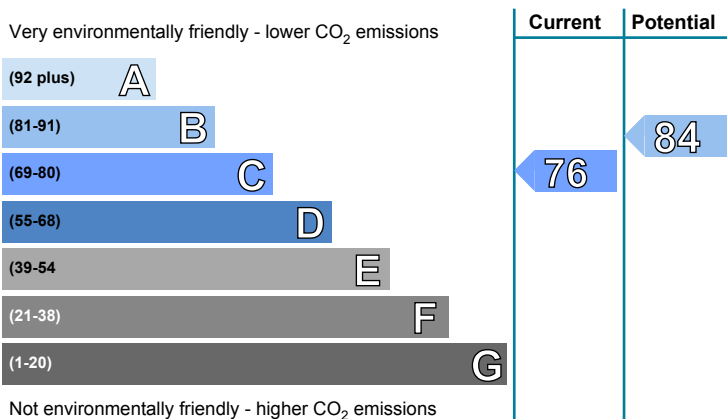 Current Potential
Very environmentally friendly - lower CO2 emissions
(92 plus) A
(81-91) B 84
(69-80) C 76
(55-68) D
(39-54 E
(21-38) F
(1-20) G
Not environmentally friendly - higher CO2 emissions